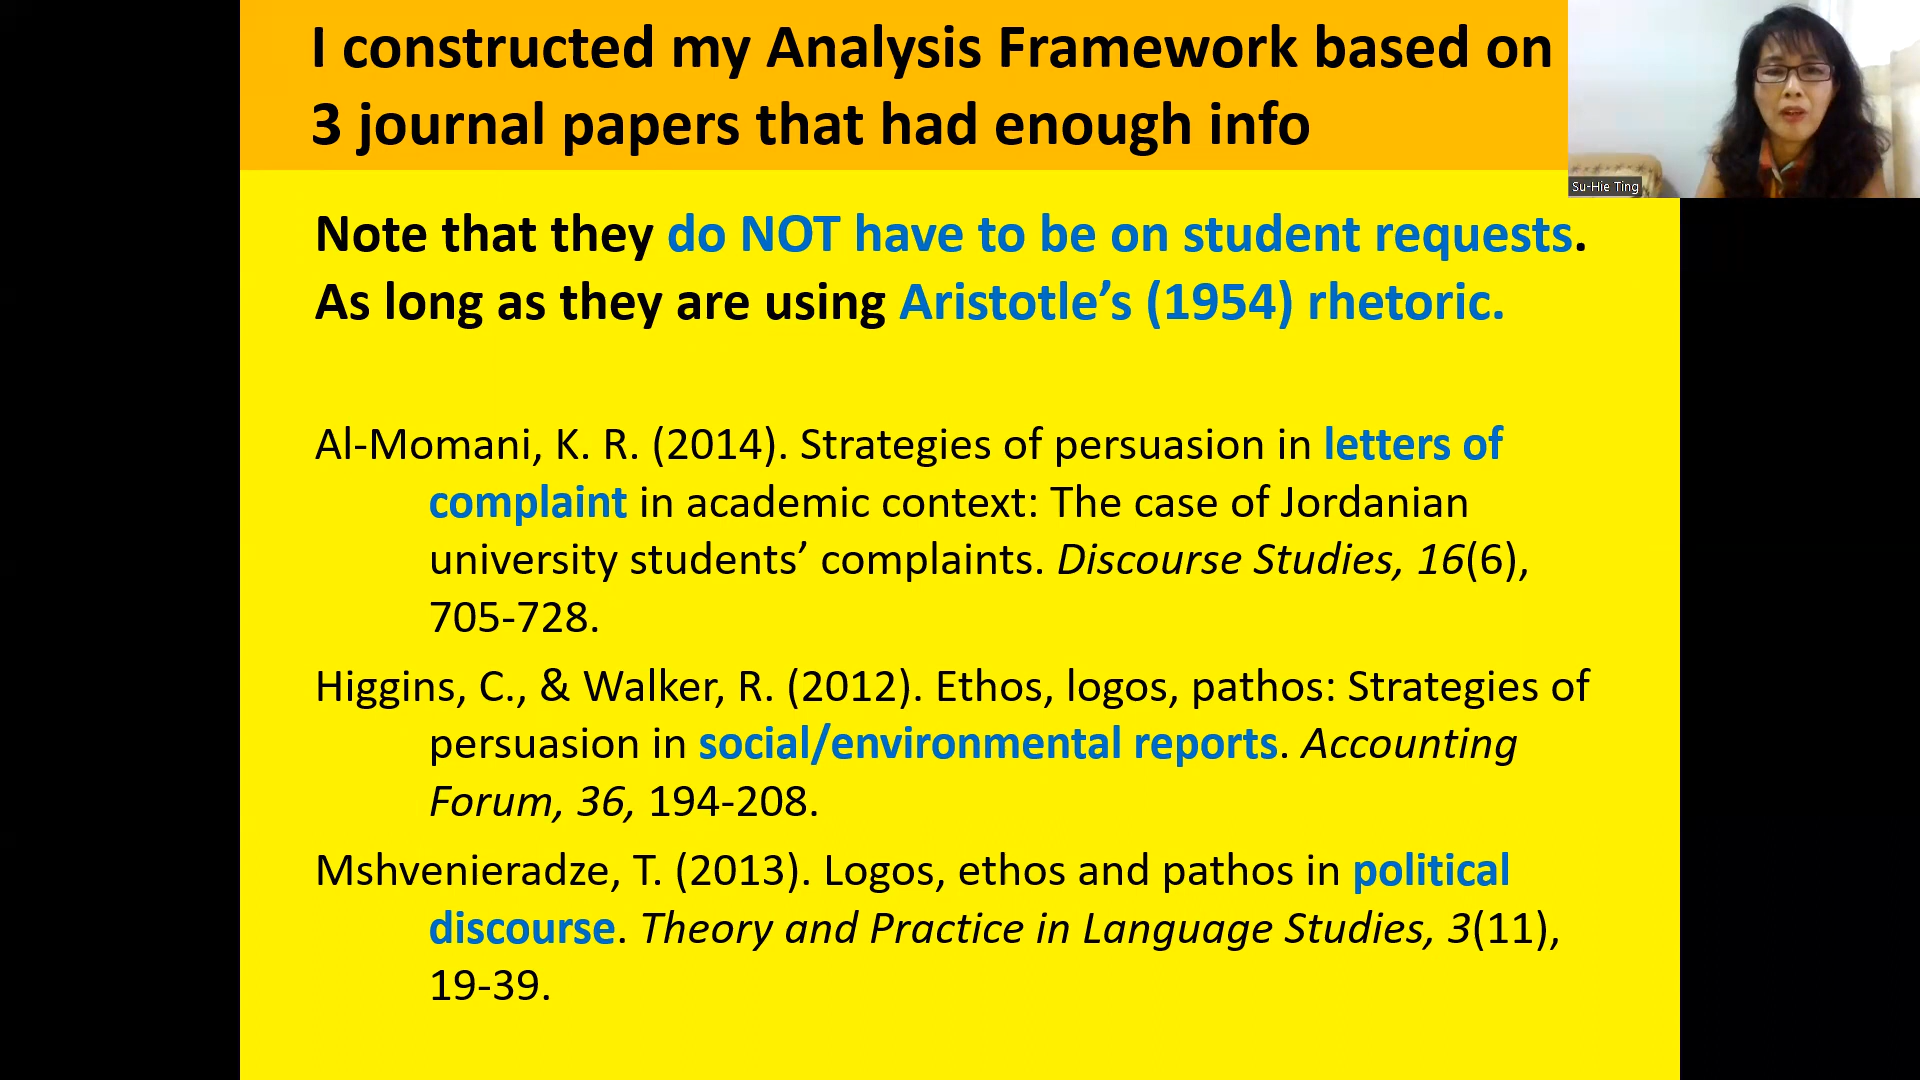 I constructed my Analysis Framework based on
3 journal papers that had enough info
Su-Hie Ting
Note that they do NOT have to be on student requests.
As long as they are using Aristotle’s (1954) rhetoric.
Al-Momani, K. R. (2014). Strategies of persuasion in letters of
complaint in academic context: The case of Jordanian
university students’ complaints. Discourse Studies, 16(6),
705-728.
Higgins, C., & Walker, R. (2012). Ethos, logos, pathos: Strategies of
persuasion in social/environmental reports. Accounting
Forum, 36, 194-208.
Mshvenieradze, T. (2013). Logos, ethos and pathos in political
discourse. Theory and Practice in Language Studies, 3(11),
19-39.